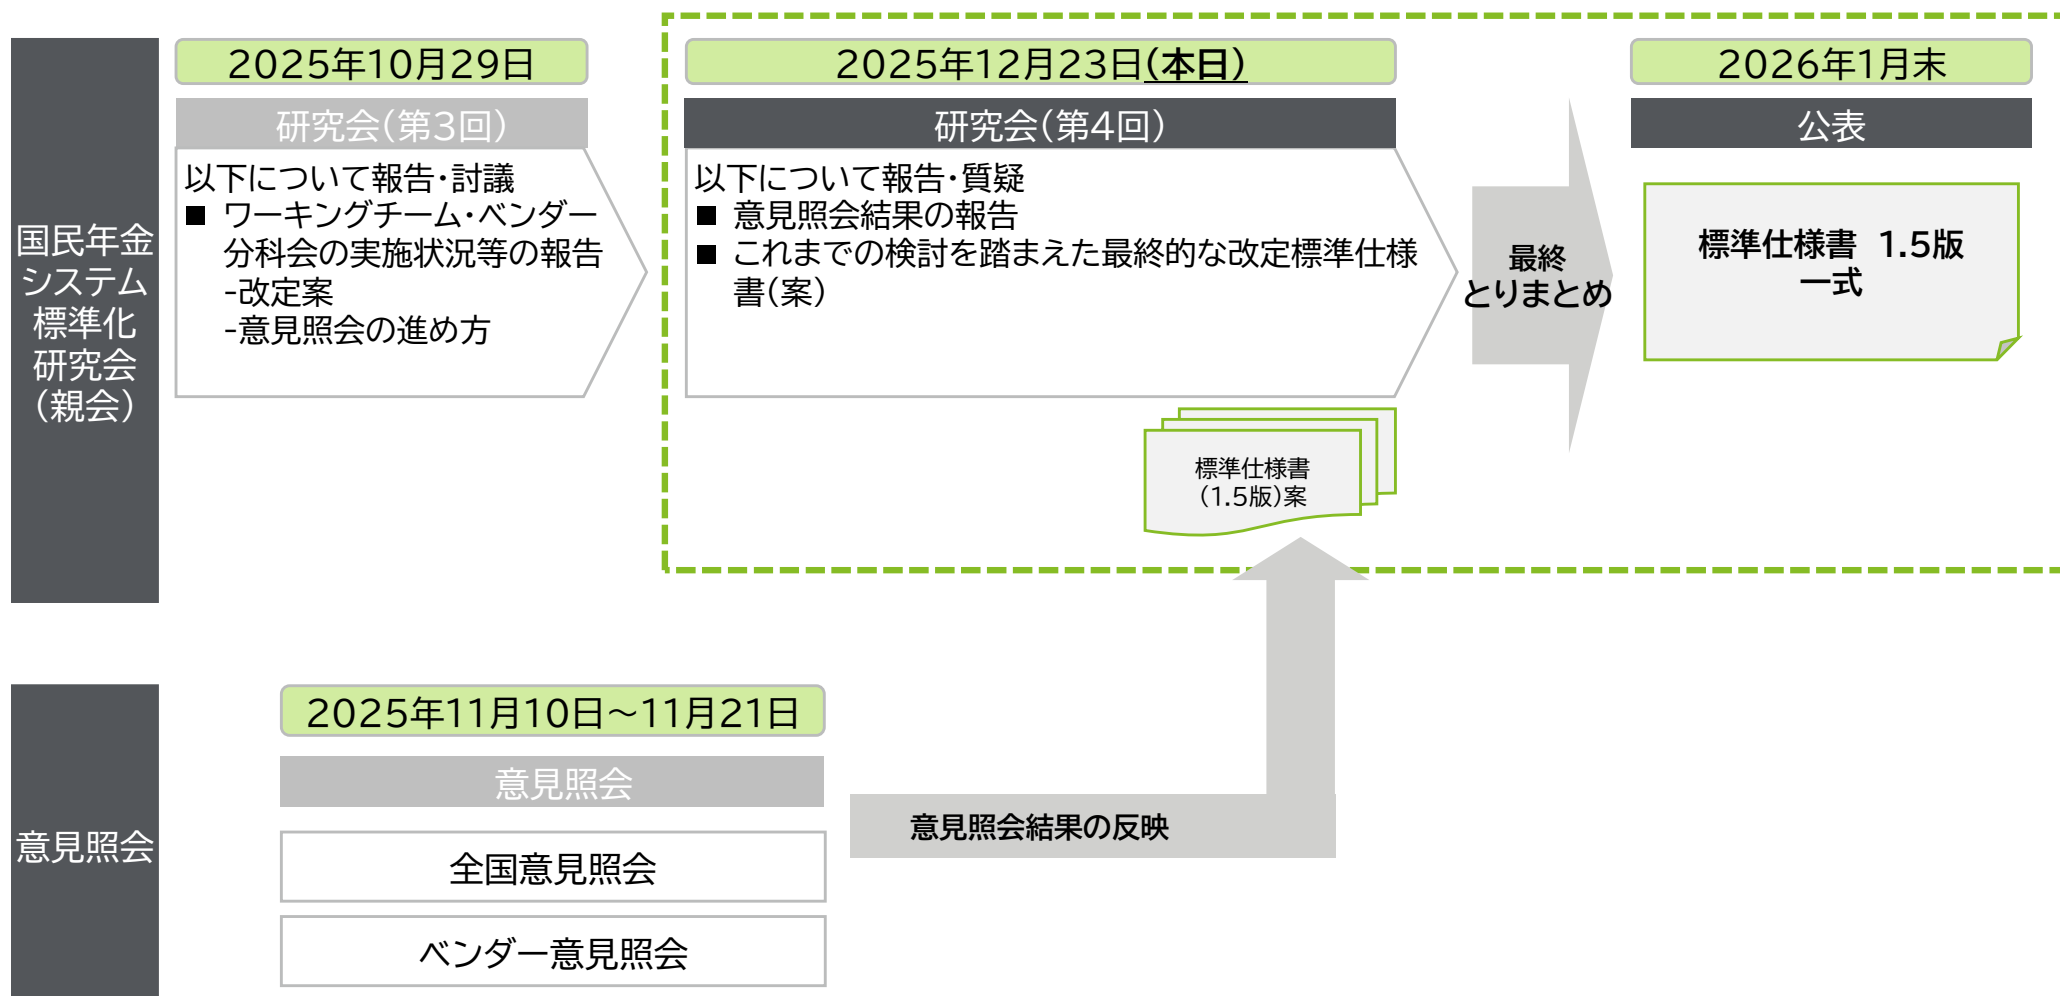 国民年金
システム
標準化
研究会
（親会）
2025年10月29日
研究会（第3回）
以下について報告・討議
■ ワーキングチーム・ベンダー
分科会の実施状況等の報告
-改定案
-意見照会の進め方
2025年12月23日（本日）
研究会（第4回）
以下について報告・質疑
■ 意見照会結果の報告
■ これまでの検討を踏まえた最終的な改定標準仕様
書（案）
標準仕様書
（1.5版）案
最終
とりまとめ
2026年1月末
公表
標準仕様書 1.5版
一式
意見照会
2025年11月10日～11月21日
意見照会
全国意見照会
ベンダー意見照会
意見照会結果の反映